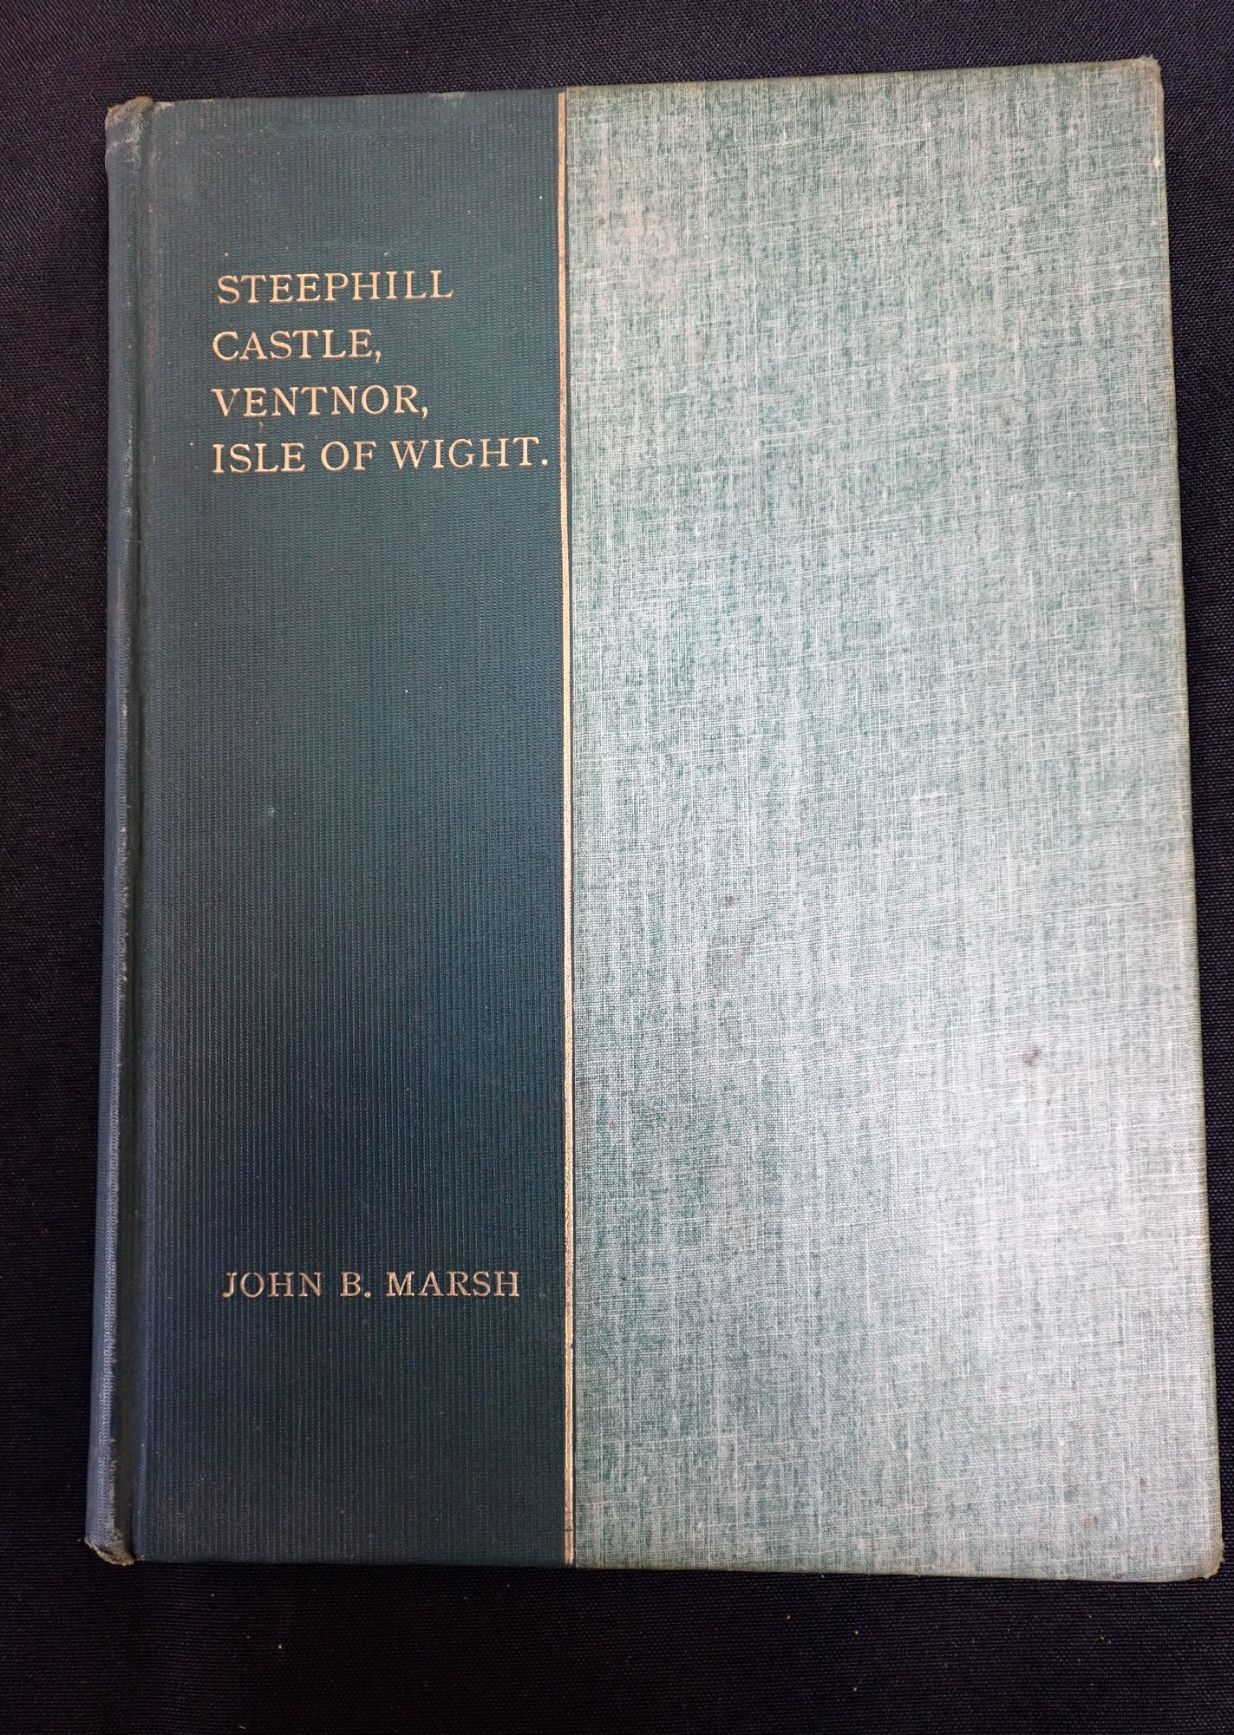 STEEPHILL
CASTLE,
VENTNOR,
ISLE OF WIGHT.
JOHN B. MARSH